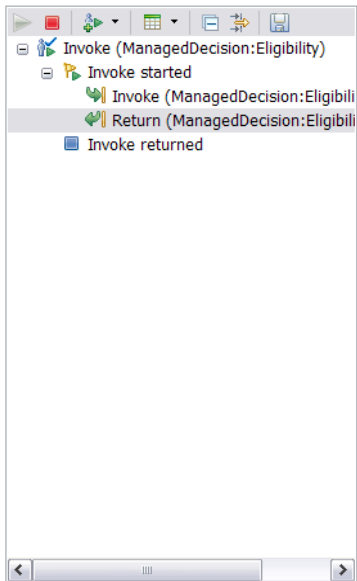 Invoke (ManagedDecision:Eligibility)
Invoke started
Invoke (ManagedDecision:Eligibili
Return (ManagedDecision:Eligibili
Invoke returned